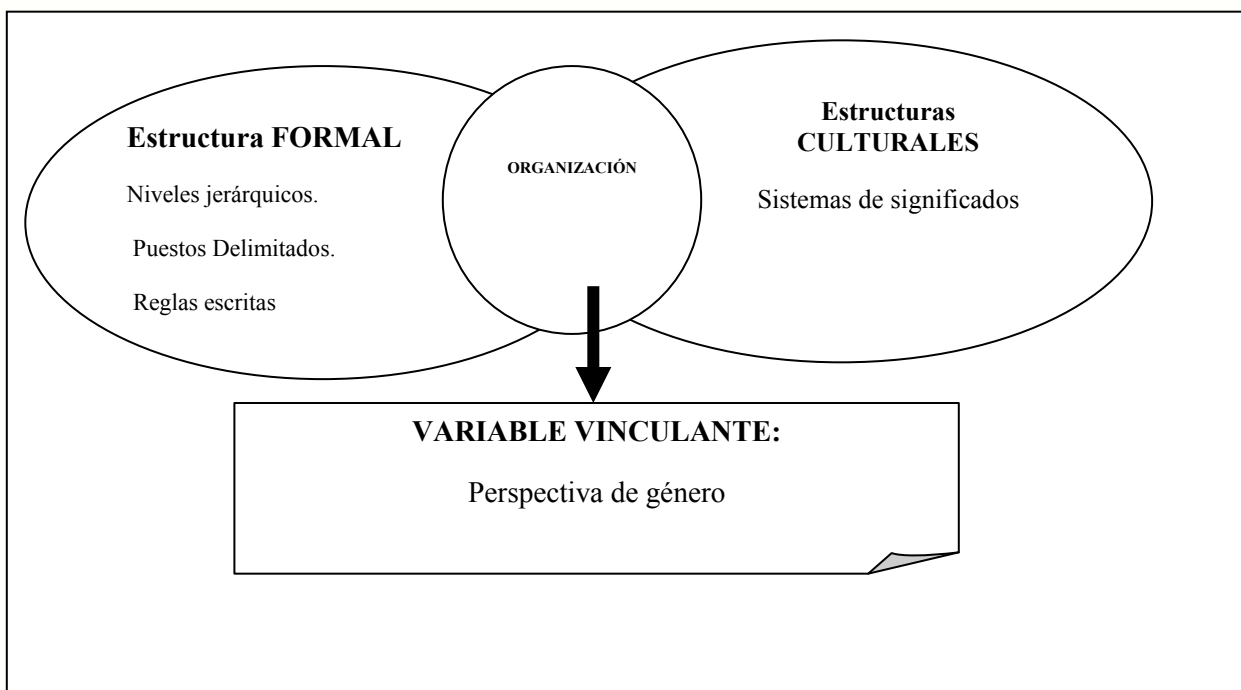 Estructura FORMAL
Niveles jerárquicos.
Puestos Delimitados.
Reglas escritas
ORGANIZACIÓN
Estructuras
CULTURALES
Sistemas de significados
VARIABLE VINCULANTE:
Perspectiva de género